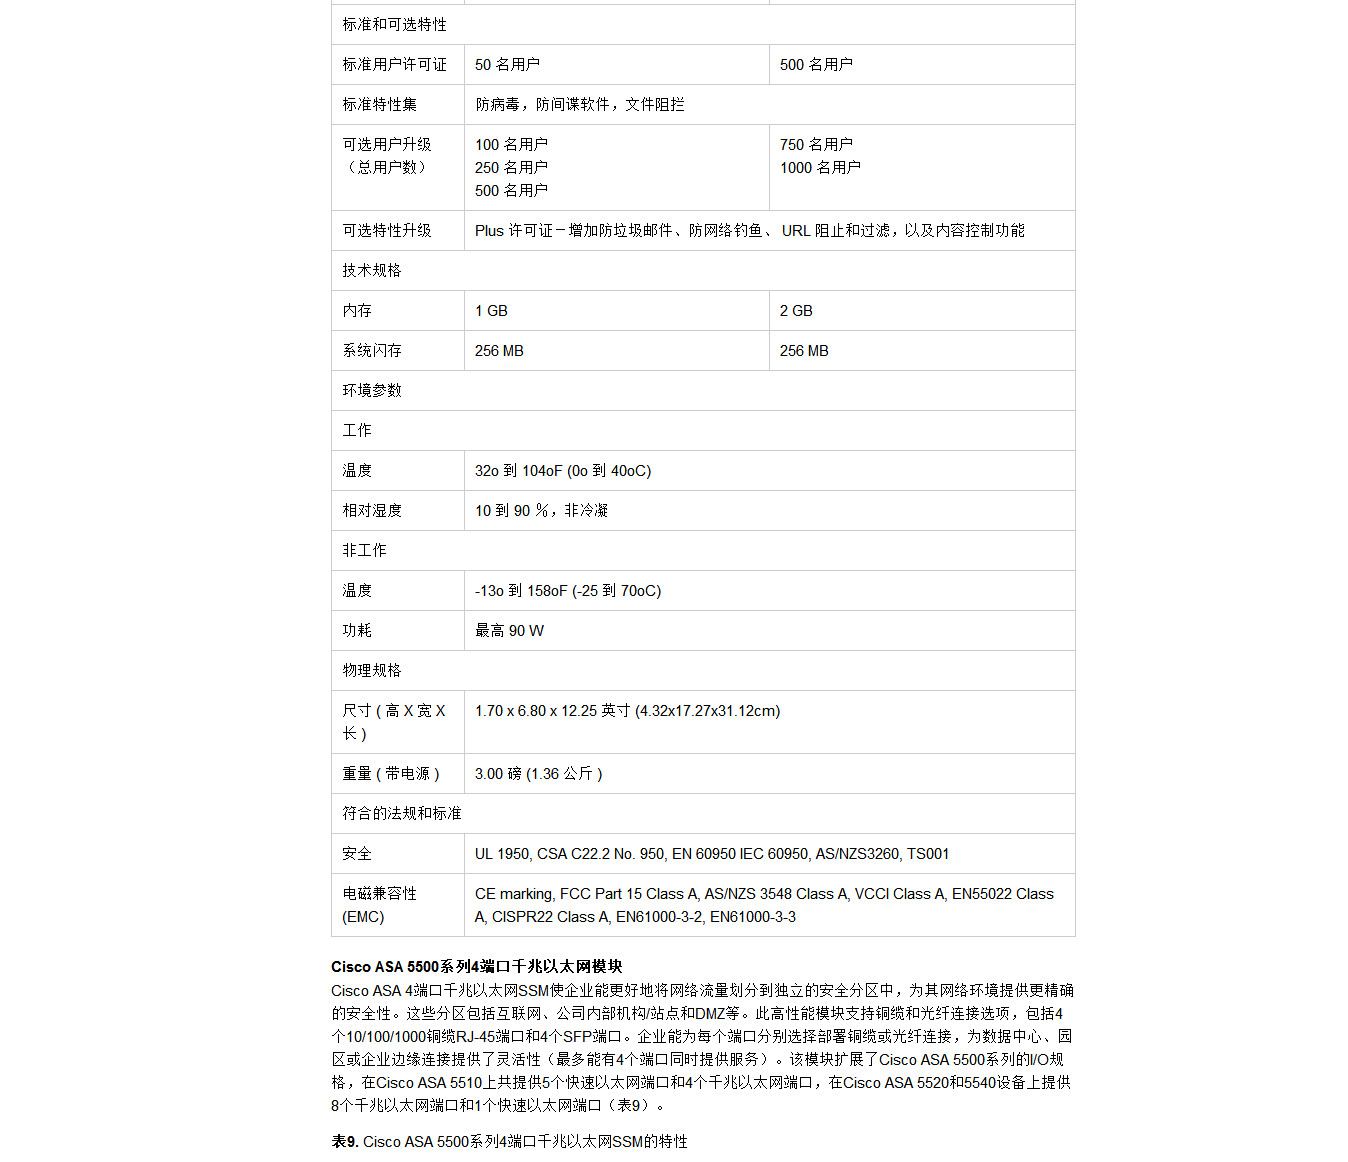 标准和可选特性
标准用户许可证 50 名用户 500 名用户
标准特性集 防病毒，防间谍软件，文件阻拦
可选用户升级 100 名用户 750 名用户
（总用户数） 250 名用户 1000 名用户
500 名用户
可选特性升级 Plus 许可证－增加防垃圾邮件、防网络钓鱼、 URL 阻止和过滤，以及内容控制功能
技术规格
内存 1 GB 2 GB
系统闪存 256 MB 256 MB
环境参数
工作
温度 32o 到 104oF (0o 到 40oC)
相对湿度 10 到 90 ％，非冷凝
非工作
温度 -13o 到 158oF (-25 到 70oC)
功耗 最高 90 W
物理规格
尺寸 ( 高 X 宽 X 1.70 x 6.80 x 12.25 英寸 (4.32x17.27x31.12cm)
长 )
重量 ( 带电源 ) 3.00 磅 (1.36 公斤 )
符合的法规和标准
安全 UL 1950, CSA C22.2 No. 950, EN 60950 IEC 60950, AS/NZS3260, TS001
电磁兼容性 CE marking, FCC Part 15 Class A, AS/NZS 3548 Class A, VCCI Class A, EN55022 Class
(EMC) A, CISPR22 Class A, EN61000-3-2, EN61000-3-3
Cisco ASA 5500系列4端口千兆以太网模块
Cisco ASA 4端口千兆以太网SSM使企业能更好地将网络流量划分到独立的安全分区中，为其网络环境提供更精确
的安全性。这些分区包括互联网、公司内部机构/站点和DMZ等。此高性能模块支持铜缆和光纤连接选项，包括4
个10/100/1000铜缆RJ-45端口和4个SFP端口。企业能为每个端口分别选择部署铜缆或光纤连接，为数据中心、园
区或企业边缘连接提供了灵活性（最多能有4个端口同时提供服务）。该模块扩展了Cisco ASA 5500系列的I/O规
格，在Cisco ASA 5510上共提供5个快速以太网端口和4个千兆以太网端口，在Cisco ASA 5520和5540设备上提供
8个千兆以太网端口和1个快速以太网端口（表9）。
表9. Cisco ASA 5500系列4端口千兆以太网SSM的特性